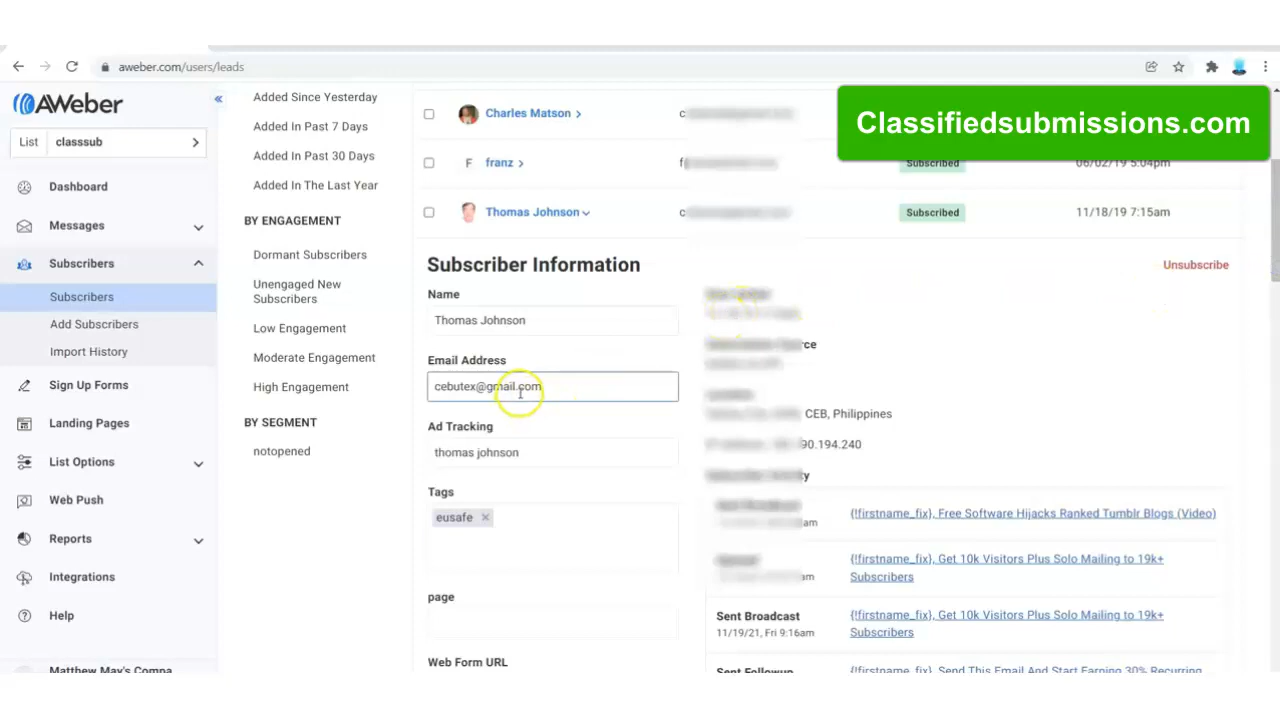 aweber.com/users/leads
AWeber
Classifiedsubmissions.com
List classsub
Dashboard
Messages
Subscribers
Subscribers
Add Subscribers
Import History
Sign Up Forms
Landing Pages
List Options
Web Push
Reports
Integrations
Help
Matthew May's Compa
Added Since Yesterday
Added In Past 7 Days
Added In Past 30 Days
Added In The Last Year
BY ENGAGEMENT
Dormant Subscribers
Unengaged New
Subscribers
Low Engagement
Moderate Engagement
High Engagement
BY SEGMENT
notopened
Charles Matson
F franz Subscribed 06/02/19 5:04pm
Thomas Johnson Subscribed 11/18/19 7:15am
Subscriber Information
Unsubscribe
Name
Thomas Johnson
Email Address
cebutex@gmail.com
Ad Tracking
thomas johnson
Tags
eusafe
page
Web Form URL
CEB, Philippines
90.194.240
am {!firstname_fix}, Free Software Hijacks Ranked Tumblr Blogs (Video)
am {!firstname_fix}, Get 10k Visitors Plus Solo Mailing to 19k+
Subscribers
Sent Broadcast
11/19/21, Fri 9:16am
{!firstname_fix}, Get 10k Visitors Plus Solo Mailing to 19k+
Subscribers
Sent Followup
{!firstname_fix}, Send This Email And Start Earning 30% Recurring